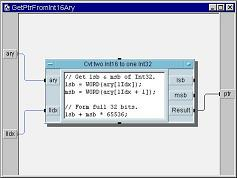 GetPtrFromInt16Ary
Cvt two Int16 to one Int32
ary
ary
// Get lsb & msb of Int32.
lsb = WORD(ary[lIdx]);
msb = WORD(ary[lIdx + 1]);
// Form full 32 bits.
lsb + msb * 65536;
lsb
msb
Result
ptr
lIdx
lIdx